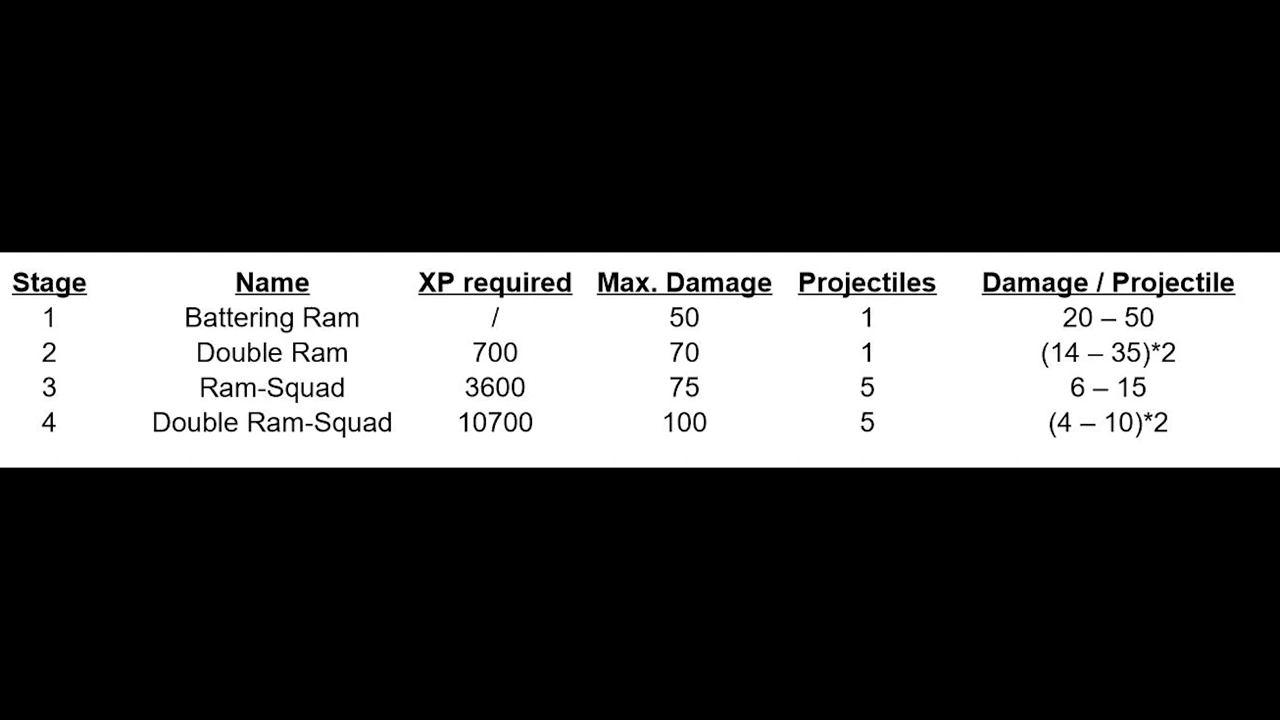 Stage Name XP required Max. Damage Projectiles Damage / Projectile
1 Battering Ram / 50 1 20 – 50
2 Double Ram 700 70 1 (14 – 35)*2
3 Ram-Squad 3600 75 5 6 – 15
4 Double Ram-Squad 10700 100 5 (4 – 10)*2